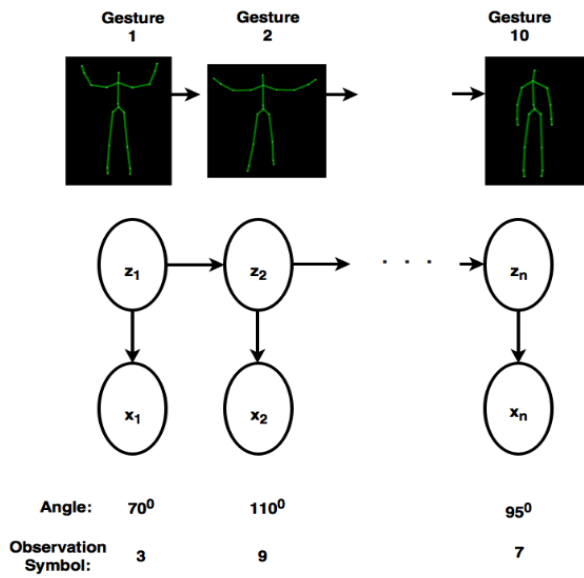 Gesture 1
Gesture 2
Gesture 10
z₁
z₂
. . .
zₙ
x₁
x₂
xₙ
Angle: 70⁰ 110⁰ 95⁰
Observation
Symbol: 3 9 7